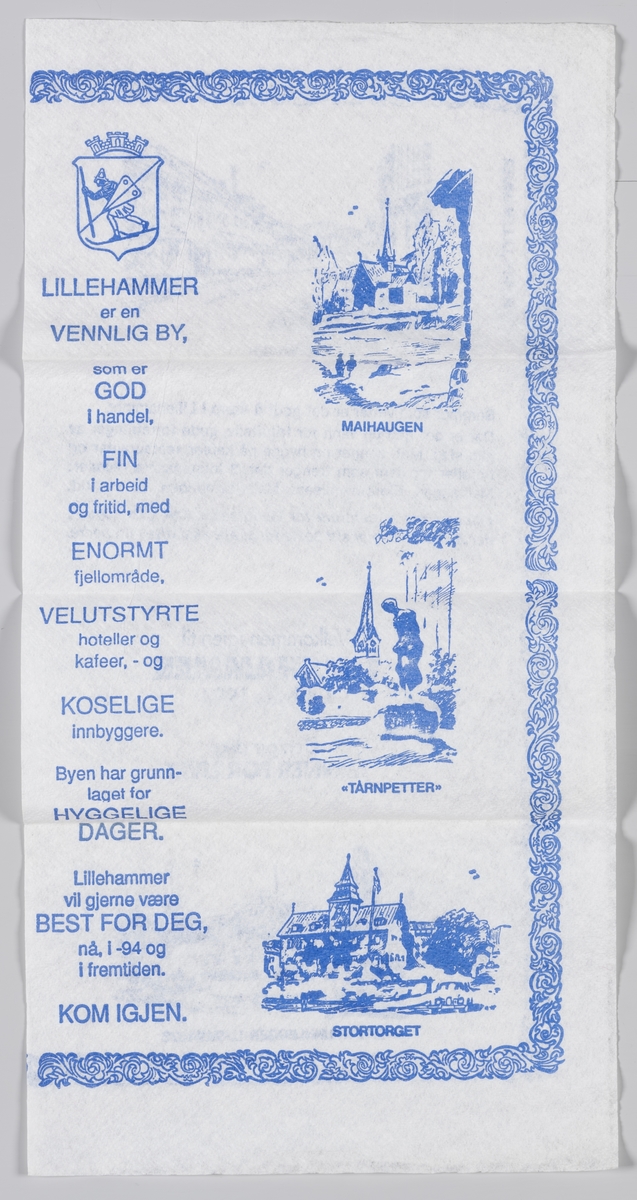 LILLEHAMMER
er en
VENNLIG BY,
som er
GOD
i handel,
FIN
i arbeid
og fritid, med
ENORMT
fjellområde,
VELUTSTYRTE
hoteller og
kafeer, - og
KOSELIGE
innbyggere.
Byen har grunn-
laget for
HYGGELIGE
DAGER.
Lillehammer
vil gjerne være
BEST FOR DEG,
nå, i -94 og
i fremtiden.
KOM IGJEN.
MAIHAUGEN
«TÅRNPETTER»
STORTORGET